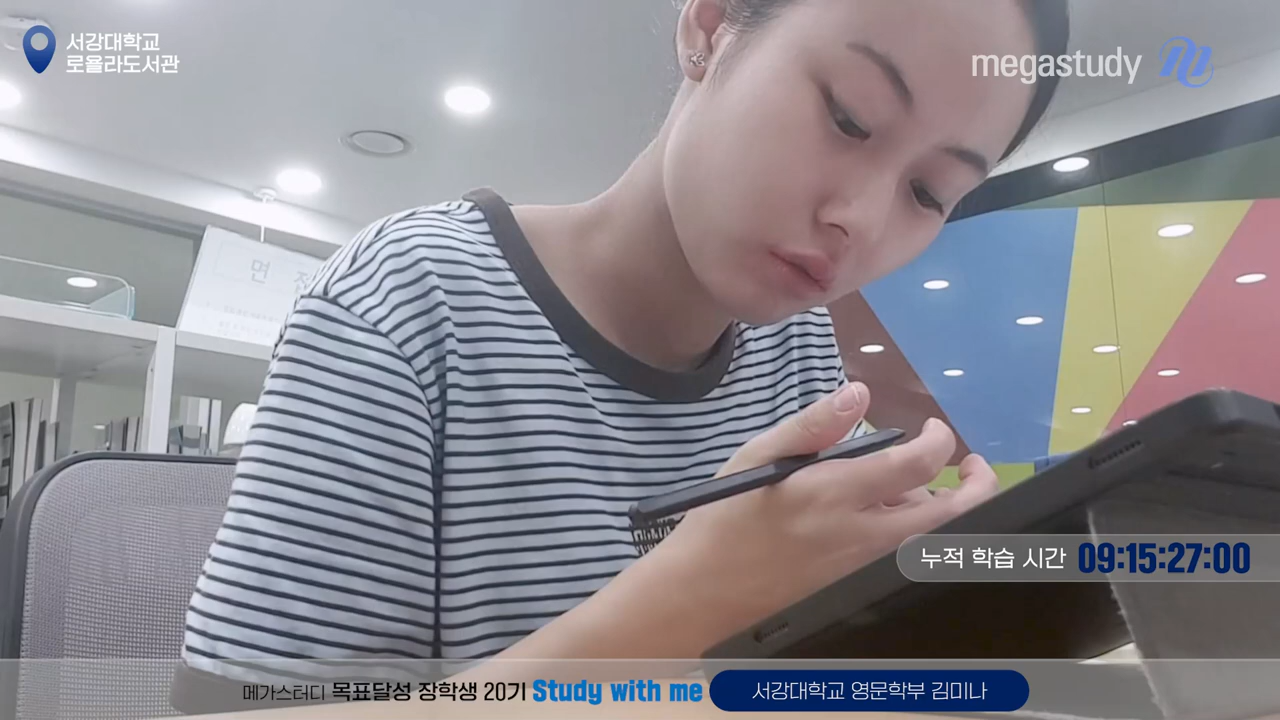 서강대학교
로욜라도서관
megastudy
면 접
누적 학습 시간 09:15:27:00
메가스터디 목표달성 장학생 20기 Study with me 서강대학교 영문학부 김미나